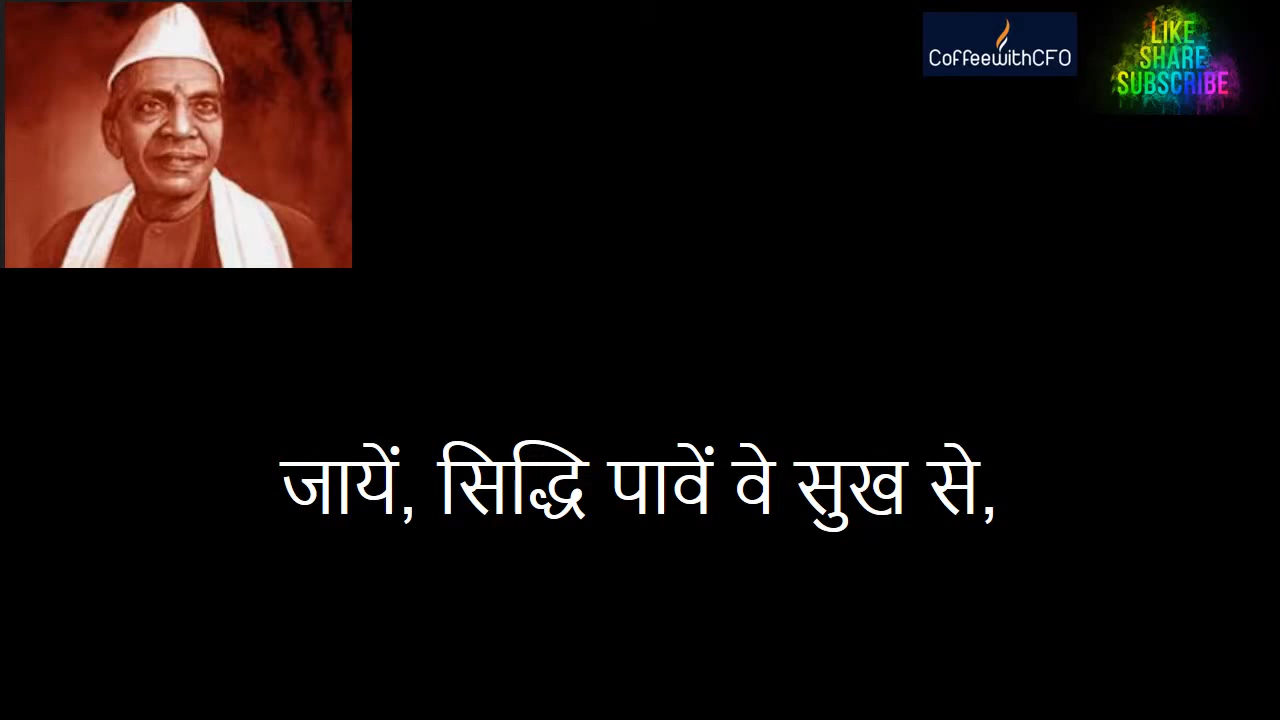 CoffeewithCFO
LIKE
SHARE
SUBSCRIBE
जायें, सिद्धि पावें वे सुख से,